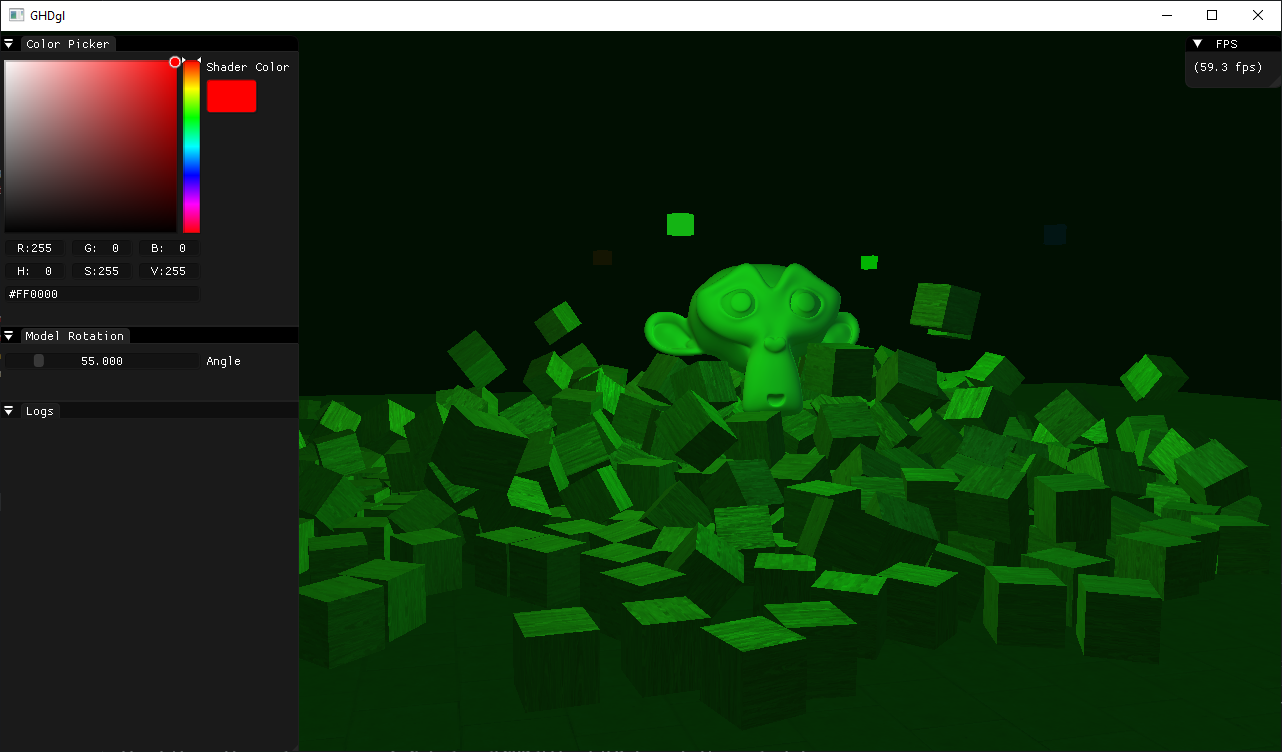 GHDgl
Color Picker
Shader Color
R:255 G: 0 B: 0
H: 0 S:255 V:255
#FF0000
Model Rotation
55.000 Angle
Logs
FPS
(59.3 fps)